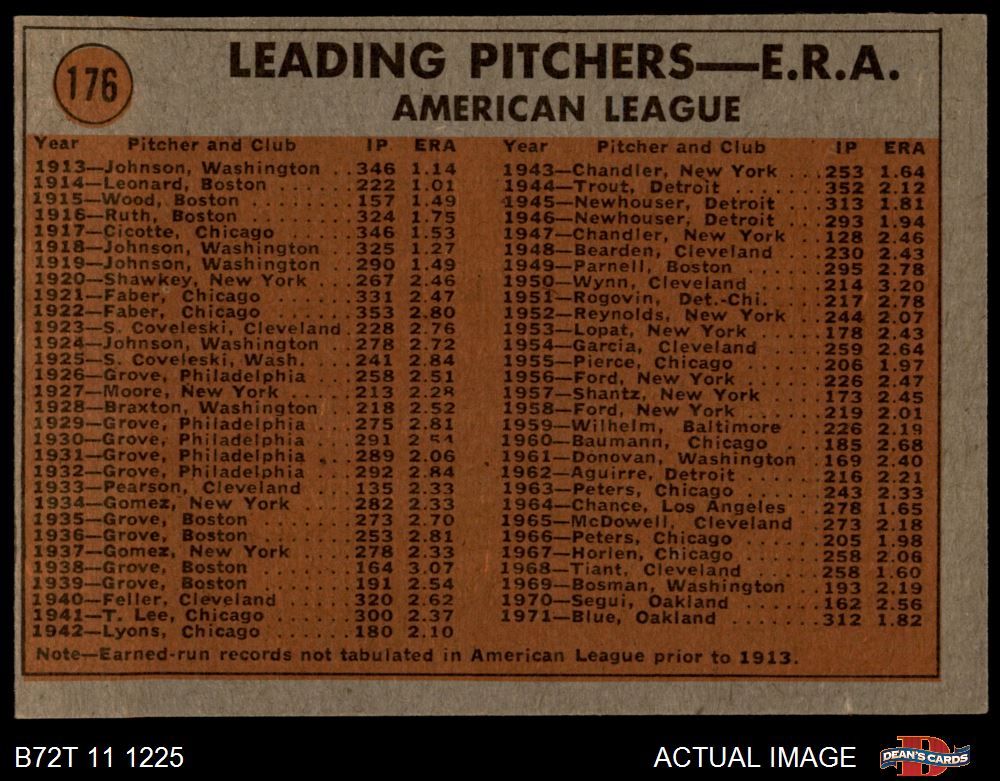 176
LEADING PITCHERS—E.R.A.
AMERICAN LEAGUE
Year Pitcher and Club IP ERA
1913—Johnson, Washington . . 346 1.14
1914—Leonard, Boston . . . . . . 222 1.01
1915—Wood, Boston . . . . . . . . 157 1.49
1916—Ruth, Boston . . . . . . . . 324 1.75
1917—Cicotte, Chicago . . . . . . 346 1.53
1918—Johnson, Washington . . 325 1.27
1919—Johnson, Washington . . 290 1.49
1920—Shawkey, New York . . . 267 2.46
1921—Faber, Chicago . . . . . . . 331 2.47
1922—Faber, Chicago . . . . . . . 353 2.80
1923—S. Coveleski, Cleveland . 228 2.76
1924—Johnson, Washington . . 278 2.72
1925—S. Coveleski, Wash. . . . 241 2.84
1926—Grove, Philadelphia . . . 258 2.51
1927—Moore, New York . . . . . 213 2.28
1928—Braxton, Washington . . 218 2.52
1929—Grove, Philadelphia . . . 275 2.81
1930—Grove, Philadelphia . . . 291 2.54
1931—Grove, Philadelphia . . . 289 2.06
1932—Grove, Philadelphia . . . 292 2.84
1933—Pearson, Cleveland . . . 135 2.33
1934—Gomez, New York . . . . 282 2.33
1935—Grove, Boston . . . . . . . 273 2.70
1936—Grove, Boston . . . . . . . 253 2.81
1937—Gomez, New York . . . . 278 2.33
1938—Grove, Boston . . . . . . . 164 3.07
1939—Grove, Boston . . . . . . . 191 2.54
1940—Feller, Cleveland . . . . . 320 2.62
1941—T. Lee, Chicago . . . . . . 300 2.37
1942—Lyons, Chicago . . . . . . . 180 2.10
Year Pitcher and Club IP ERA
1943—Chandler, New York . . . 253 1.64
1944—Trout, Detroit . . . . . . . 352 2.12
1945—Newhouser, Detroit . . . 313 1.81
1946—Newhouser, Detroit . . . 293 1.94
1947—Chandler, New York . . 128 2.46
1948—Bearden, Cleveland . . . 230 2.43
1949—Parnell, Boston . . . . . . 295 2.78
1950—Wynn, Cleveland . . . . . 214 3.20
1951—Rogovin, Det.-Chi. . . . . 217 2.78
1952—Reynolds, New York . . 244 2.07
1953—Lopat, New York . . . . . 178 2.43
1954—Garcia, Cleveland . . . . 259 2.64
1955—Pierce, Chicago . . . . . . 206 1.97
1956—Ford, New York . . . . . . 226 2.47
1957—Shantz, New York . . . . 173 2.45
1958—Ford, New York . . . . . . 219 2.01
1959—Wilhelm, Baltimore . . . 226 2.19
1960—Baumann, Chicago . . . 185 2.68
1961—Donovan, Washington . 169 2.40
1962—Aguirre, Detroit . . . . . . 216 2.21
1963—Peters, Chicago . . . . . . 243 2.33
1964—Chance, Los Angeles . . 278 1.65
1965—McDowell, Cleveland . . 273 2.18
1966—Peters, Chicago . . . . . . 205 1.98
1967—Horlen, Chicago . . . . . . 258 2.06
1968—Tiant, Cleveland . . . . . 258 1.60
1969—Bosman, Washington . . 193 2.19
1970—Segui, Oakland . . . . . . 162 2.56
1971—Blue, Oakland . . . . . . . 312 1.82
Note—Earned-run records not tabulated in American League prior to 1913.
B72T 11 1225
ACTUAL IMAGE
D
DEAN'S CARDS